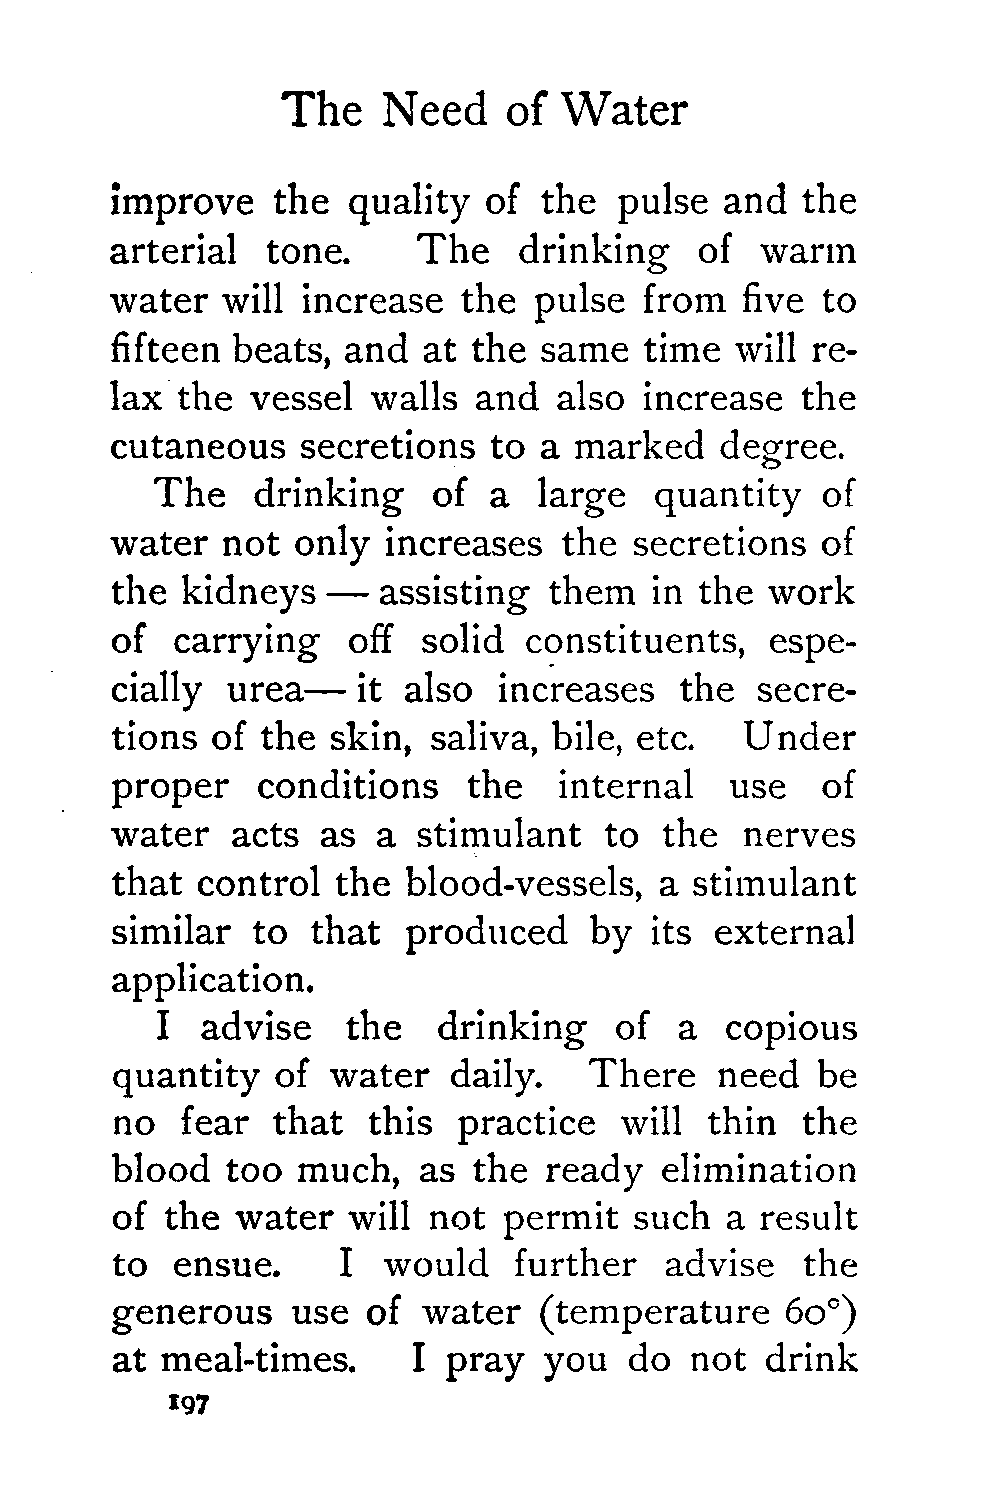 The Need of Water
improve the quality of the pulse and the
arterial tone. The drinking of warm
water will increase the pulse from five to
fifteen beats, and at the same time will re-
lax the vessel walls and also increase the
cutaneous secretions to a marked degree.
The drinking of a large quantity of
water not only increases the secretions of
the kidneys — assisting them in the work
of carrying off solid constituents, espe-
cially urea— it also increases the secre-
tions of the skin, saliva, bile, etc. Under
proper conditions the internal use of
water acts as a stimulant to the nerves
that control the blood-vessels, a stimulant
similar to that produced by its external
application.
I advise the drinking of a copious
quantity of water daily. There need be
no fear that this practice will thin the
blood too much, as the ready elimination
of the water will not permit such a result
to ensue. I would further advise the
generous use of water (temperature 60°)
at meal-times. I pray you do not drink
197